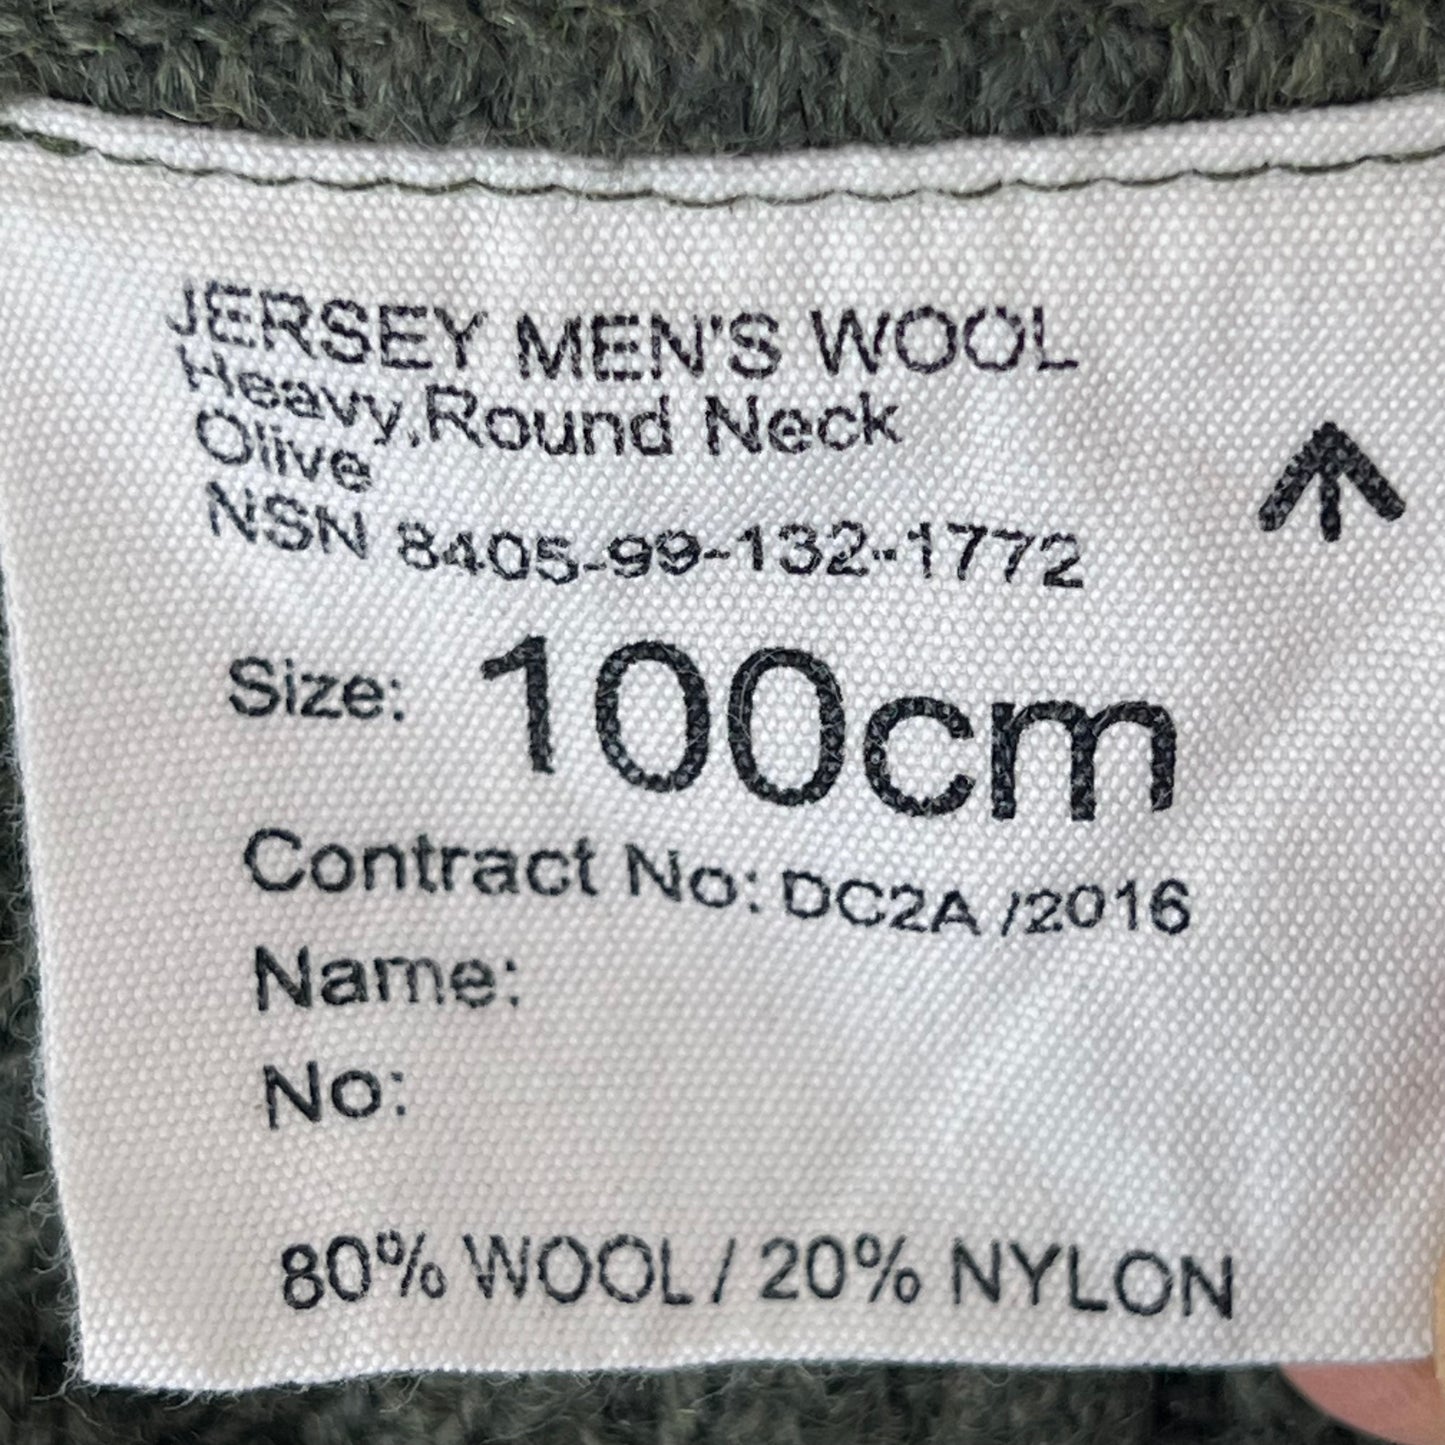 JERSEY MEN'S WOOL
Heavy,Round Neck
Olive
NSN 8405-99-132-1772
Size: 100cm
Contract No: DC2A /2016
Name:
No:
80% WOOL / 20% NYLON